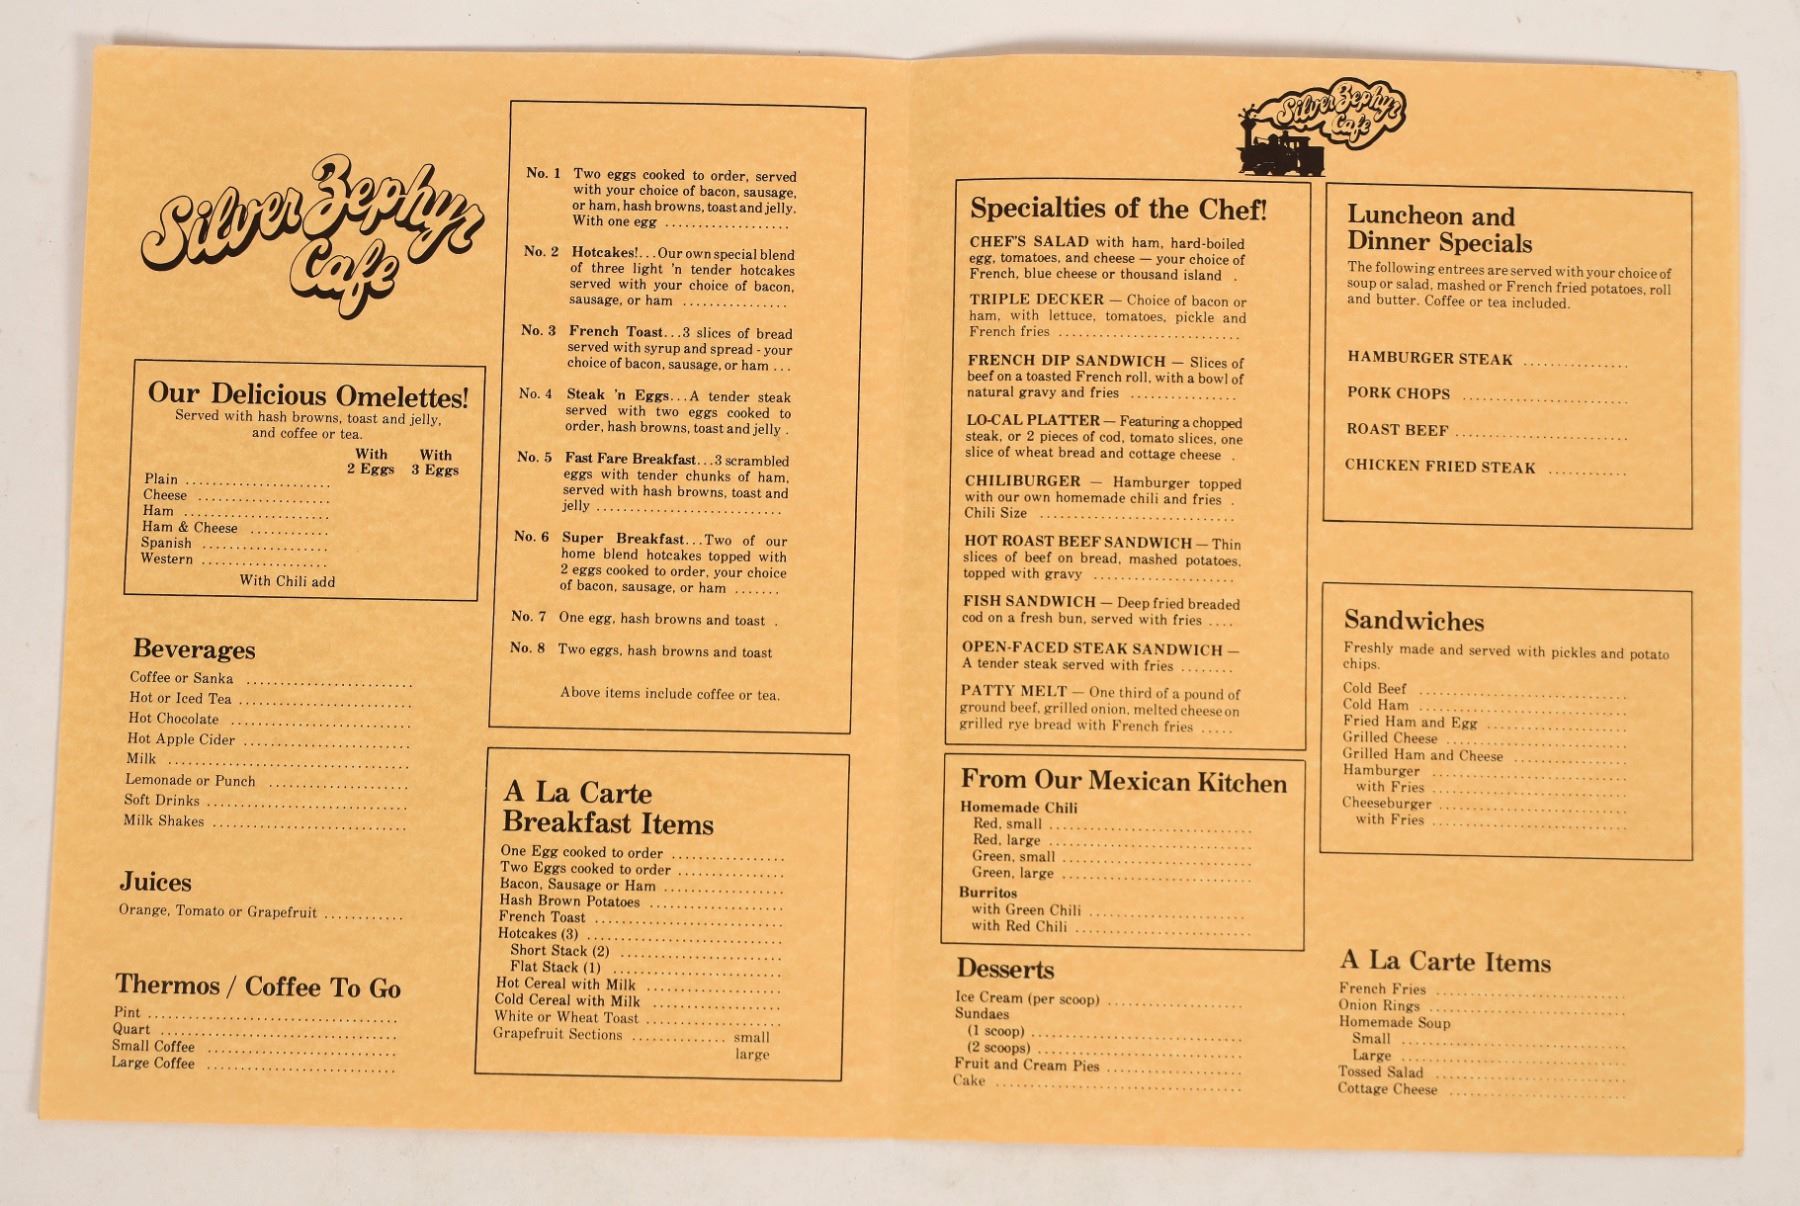 Silver Zephyr
Cafe
Our Delicious Omelettes!
Served with hash browns, toast and jelly,
and coffee or tea.
With With
2 Eggs 3 Eggs
Plain ..............................
Cheese ...........................
Ham ..............................
Ham & Cheese ................
Spanish ..........................
Western ..........................
With Chili add
Beverages
Coffee or Sanka ..............................
Hot or Iced Tea ..............................
Hot Chocolate ..............................
Hot Apple Cider ..............................
Milk ..............................
Lemonade or Punch .........................
Soft Drinks ..............................
Milk Shakes ..............................
Juices
Orange, Tomato or Grapefruit ............
Thermos / Coffee To Go
Pint ..............................
Quart ..............................
Small Coffee ..............................
Large Coffee ..............................
No. 1 Two eggs cooked to order, served
with your choice of bacon, sausage,
or ham, hash browns, toast and jelly.
With one egg ...................
No. 2 Hotcakes!...Our own special blend
of three light 'n tender hotcakes
served with your choice of bacon,
sausage, or ham ................
No. 3 French Toast...3 slices of bread
served with syrup and spread - your
choice of bacon, sausage, or ham ...
No. 4 Steak 'n Eggs...A tender steak
served with two eggs cooked to
order, hash browns, toast and jelly .
No. 5 Fast Fare Breakfast...3 scrambled
eggs with tender chunks of ham,
served with hash browns, toast and
jelly ............................
No. 6 Super Breakfast...Two of our
home blend hotcakes topped with
2 eggs cooked to order, your choice
of bacon, sausage, or ham .......
No. 7 One egg, hash browns and toast .
No. 8 Two eggs, hash browns and toast
Above items include coffee or tea.
A La Carte
Breakfast Items
One Egg cooked to order .................
Two Eggs cooked to order ................
Bacon, Sausage or Ham ..................
Hash Brown Potatoes ....................
French Toast ............................
Hotcakes (3) .............................
Short Stack (2) ........................
Flat Stack (1) .........................
Hot Cereal with Milk ....................
Cold Cereal with Milk ...................
White or Wheat Toast ....................
Grapefruit Sections .............. small
large
Silver Zephyr
Cafe
Specialties of the Chef!
CHEF'S SALAD with ham, hard-boiled
egg, tomatoes, and cheese — your choice of
French, blue cheese or thousand island .
TRIPLE DECKER — Choice of bacon or
ham, with lettuce, tomatoes, pickle and
French fries ............................
FRENCH DIP SANDWICH — Slices of
beef on a toasted French roll, with a bowl of
natural gravy and fries ................
LO-CAL PLATTER — Featuring a chopped
steak, or 2 pieces of cod, tomato slices, one
slice of wheat bread and cottage cheese .
CHILIBURGER — Hamburger topped
with our own homemade chili and fries .
Chili Size ..............................
HOT ROAST BEEF SANDWICH — Thin
slices of beef on bread, mashed potatoes,
topped with gravy ......................
FISH SANDWICH — Deep fried breaded
cod on a fresh bun, served with fries ....
OPEN-FACED STEAK SANDWICH —
A tender steak served with fries ........
PATTY MELT — One third of a pound of
ground beef, grilled onion, melted cheese on
grilled rye bread with French fries .....
From Our Mexican Kitchen
Homemade Chili
Red, small ..............................
Red, large ..............................
Green, small ............................
Green, large ............................
Burritos
with Green Chili ........................
with Red Chili ..........................
Desserts
Ice Cream (per scoop) ....................
Sundaes
(1 scoop) ..............................
(2 scoops) .............................
Fruit and Cream Pies .....................
Cake .....................................
Luncheon and
Dinner Specials
The following entrees are served with your choice of
soup or salad, mashed or French fried potatoes, roll
and butter. Coffee or tea included.
HAMBURGER STEAK ................
PORK CHOPS .........................
ROAST BEEF ..........................
CHICKEN FRIED STEAK ............
Sandwiches
Freshly made and served with pickles and potato
chips.
Cold Beef ..............................
Cold Ham ..............................
Fried Ham and Egg .....................
Grilled Cheese ..........................
Grilled Ham and Cheese .................
Hamburger .............................
with Fries .............................
Cheeseburger ...........................
with Fries .............................
A La Carte Items
French Fries ............................
Onion Rings ............................
Homemade Soup
Small ..................................
Large ..................................
Tossed Salad ............................
Cottage Cheese ..........................